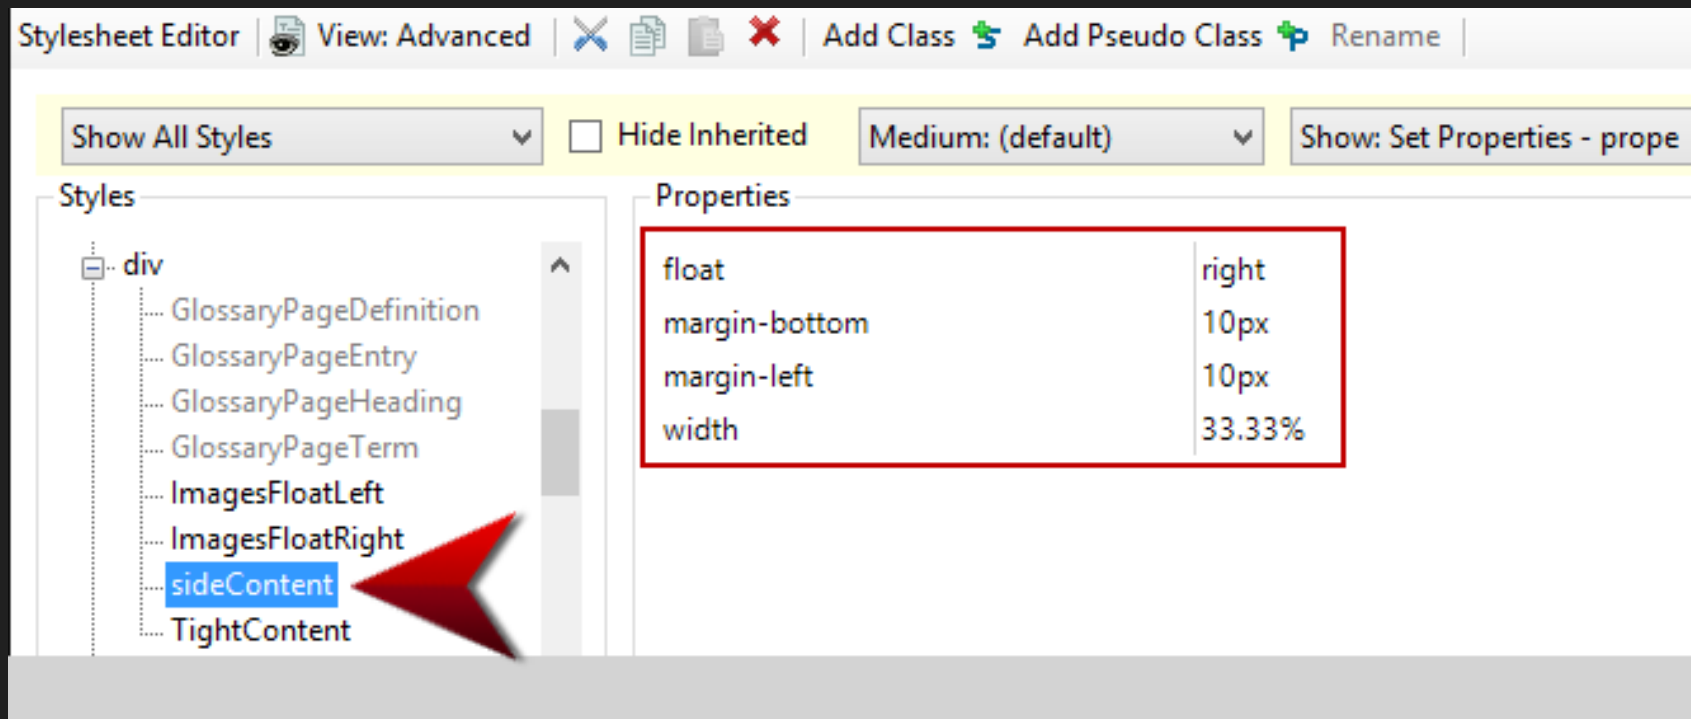 Stylesheet Editor View: Advanced Add Class Add Pseudo Class Rename
Show All Styles Hide Inherited Medium: (default) Show: Set Properties - prope
Styles Properties
div
GlossaryPageDefinition
GlossaryPageEntry
GlossaryPageHeading
GlossaryPageTerm
ImagesFloatLeft
ImagesFloatRight
sideContent
TightContent
float right
margin-bottom 10px
margin-left 10px
width 33.33%